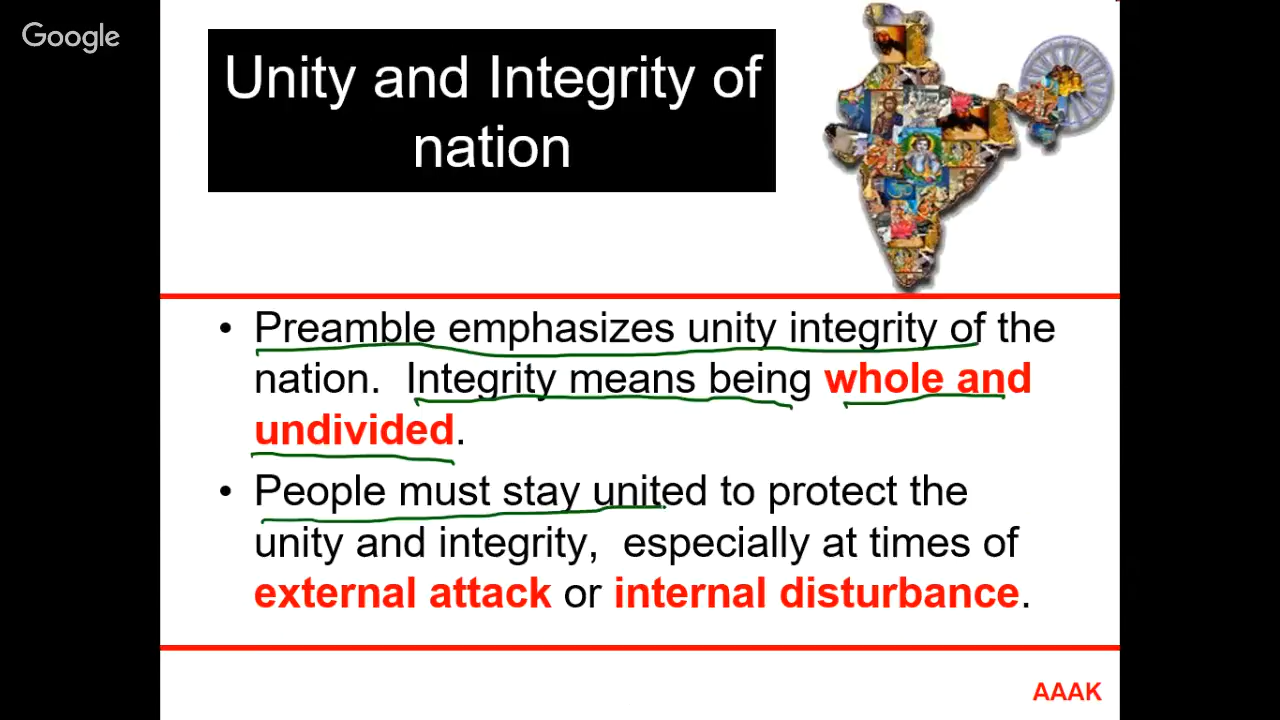 Google
Unity and Integrity of
nation
• Preamble emphasizes unity integrity of the
nation.  Integrity means being whole and
undivided.
• People must stay united to protect the
unity and integrity,  especially at times of
external attack or internal disturbance.
AAAK